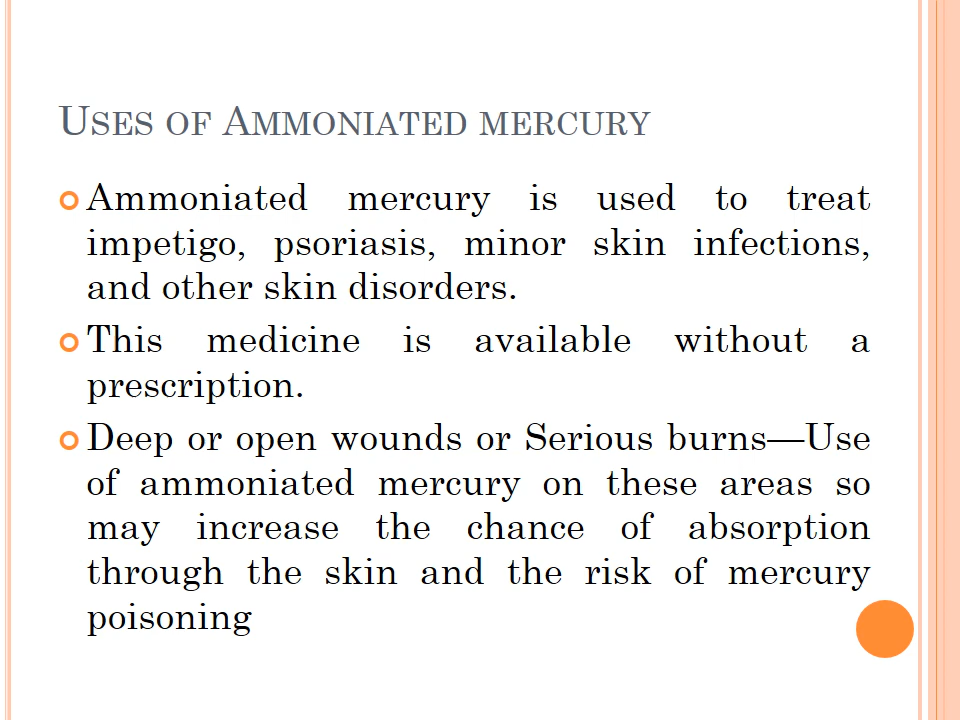 Uses of Ammoniated mercury
Ammoniated mercury is used to treat
impetigo, psoriasis, minor skin infections,
and other skin disorders.
This medicine is available without a
prescription.
Deep or open wounds or Serious burns—Use
of ammoniated mercury on these areas so
may increase the chance of absorption
through the skin and the risk of mercury
poisoning